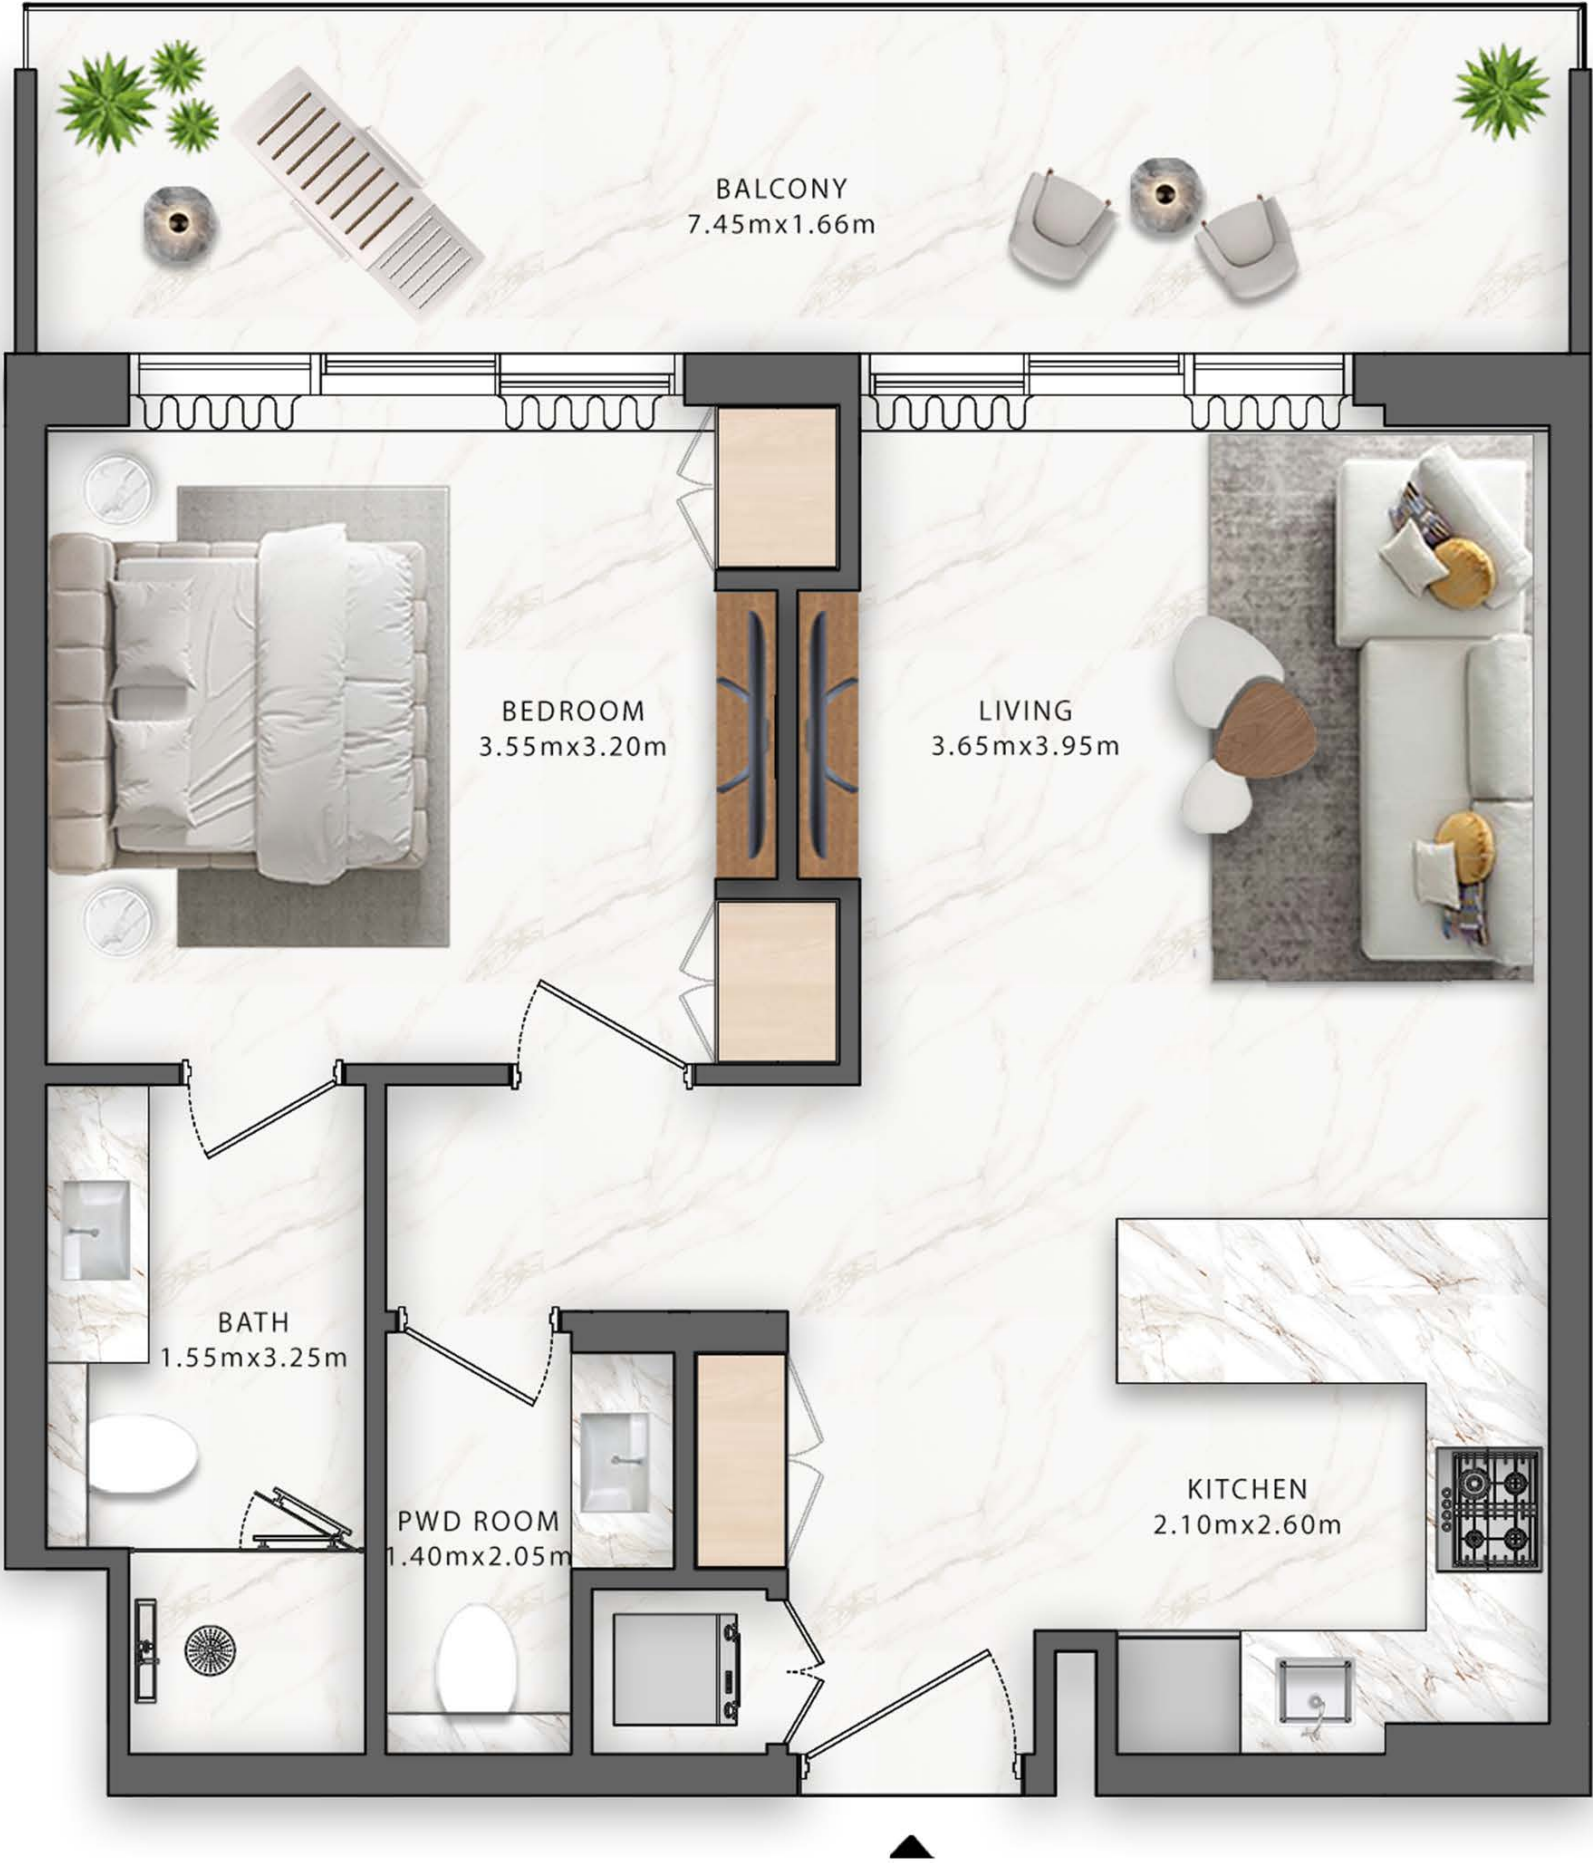 BALCONY
7.45mx1.66m
BEDROOM
3.55mx3.20m
LIVING
3.65mx3.95m
BATH
1.55mx3.25m
PWD ROOM
1.40mx2.05m
KITCHEN
2.10mx2.60m